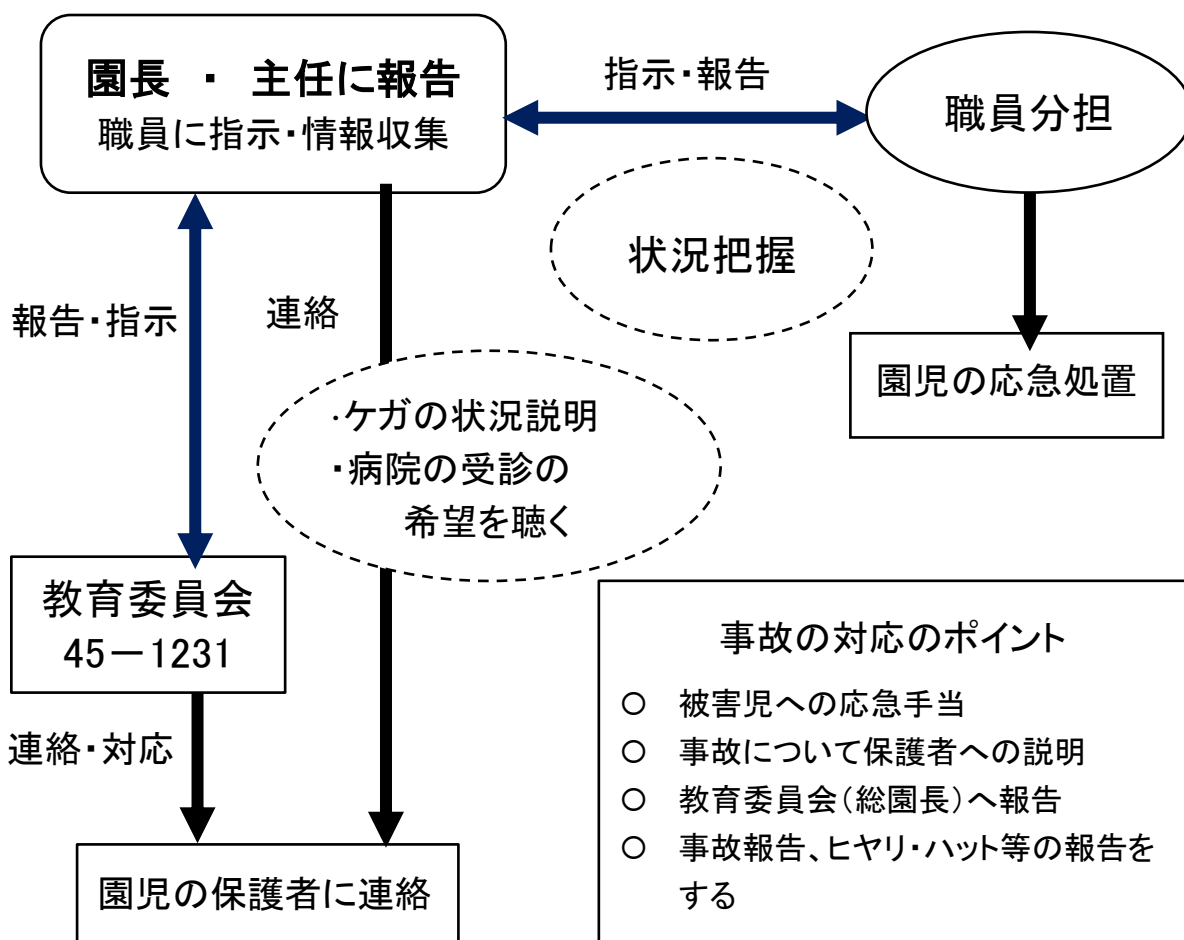 園長 ・ 主任に報告
職員に指示・情報収集
指示・報告
職員分担
状況把握
報告・指示
連絡
園児の応急処置
・ケガの状況説明
・病院の受診の
希望を聴く
教育委員会
45－1231
連絡・対応
園児の保護者に連絡
事故の対応のポイント
○ 被害児への応急手当
○ 事故について保護者への説明
○ 教育委員会（総園長）へ報告
○ 事故報告、ヒヤリ・ハット等の報告を
する